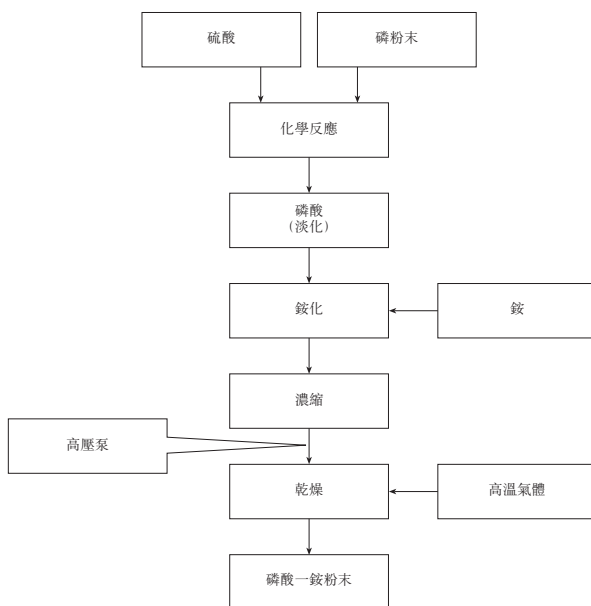 硫酸
磷粉末
化學反應
磷酸
(淡化)
銨化
銨
濃縮
高壓泵
乾燥
高溫氣體
磷酸一銨粉末